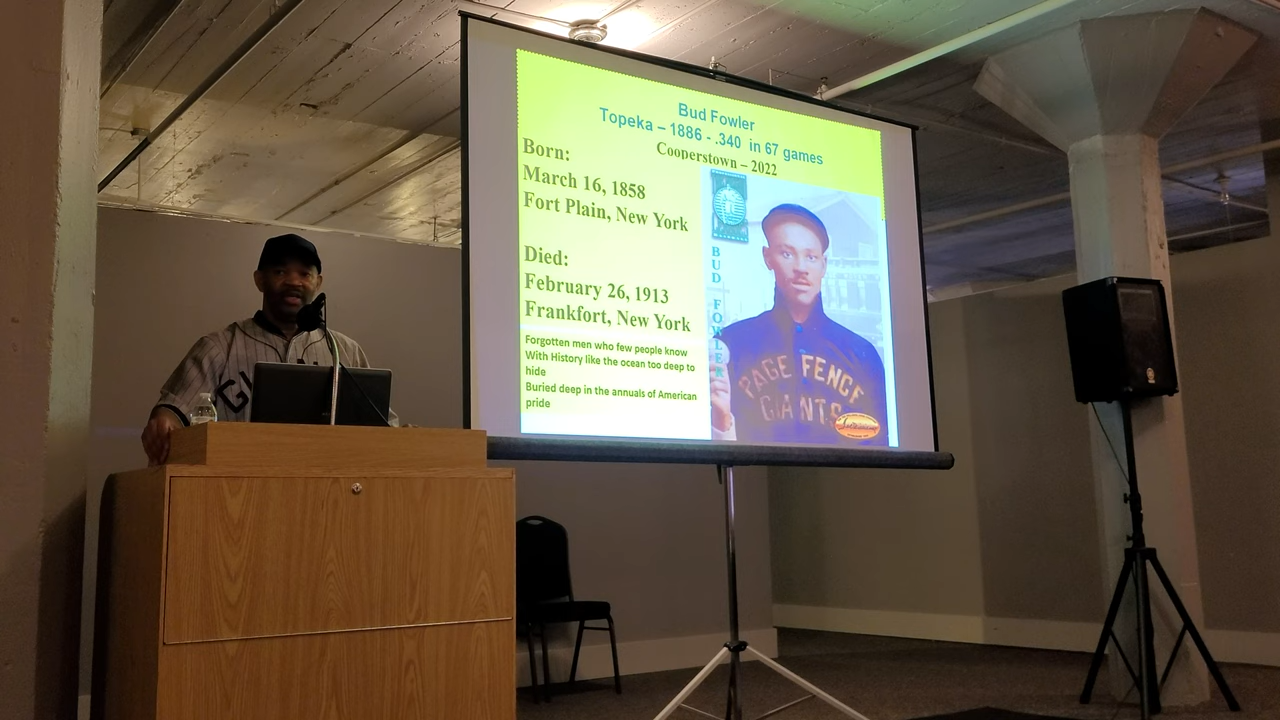 Bud Fowler
Topeka – 1886 - .340 in 67 games
Cooperstown – 2022
Born:
March 16, 1858
Fort Plain, New York
Died:
February 26, 1913
Frankfort, New York
Forgotten men who few people know
With History like the ocean too deep to
hide
Buried deep in the annuals of American
pride
BUD FOWLER
PAGE FENCE
GIANTS